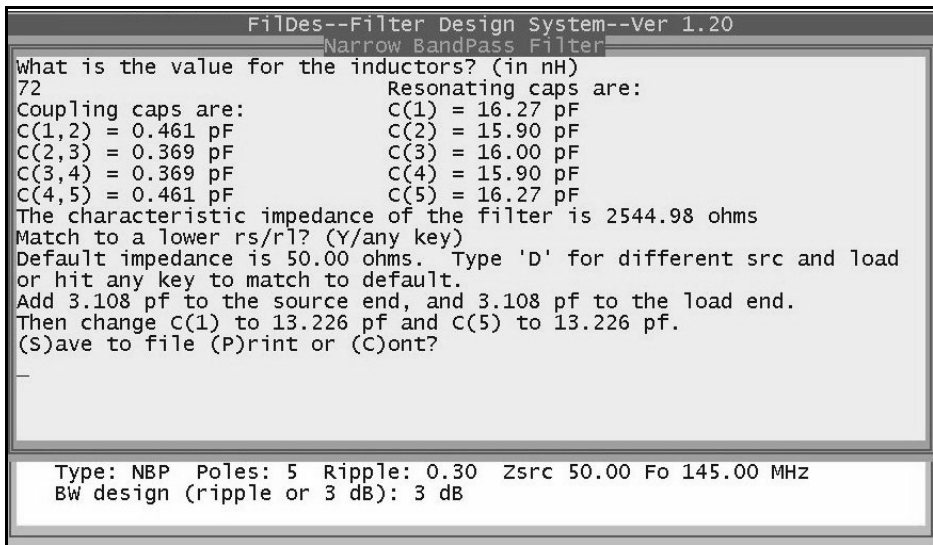 FilDes--Filter Design System--Ver 1.20
Narrow BandPass Filter
What is the value for the inductors? (in nH)
72 Resonating caps are:
Coupling caps are: C(1) = 16.27 pF
C(1,2) = 0.461 pF C(2) = 15.90 pF
C(2,3) = 0.369 pF C(3) = 16.00 pF
C(3,4) = 0.369 pF C(4) = 15.90 pF
C(4,5) = 0.461 pF C(5) = 16.27 pF
The characteristic impedance of the filter is 2544.98 ohms
Match to a lower rs/rl? (Y/any key)
Default impedance is 50.00 ohms. Type 'D' for different src and load
or hit any key to match to default.
Add 3.108 pf to the source end, and 3.108 pf to the load end.
Then change C(1) to 13.226 pf and C(5) to 13.226 pf.
(S)ave to file (P)rint or (C)ont?
_
Type: NBP Poles: 5 Ripple: 0.30 Zsrc 50.00 Fo 145.00 MHz
BW design (ripple or 3 dB): 3 dB